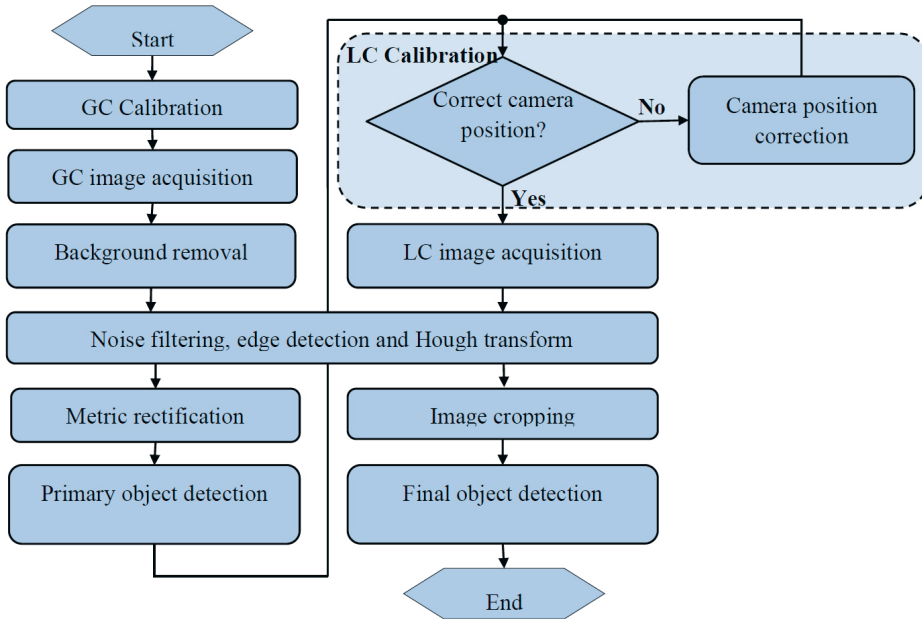 Start
GC Calibration
GC image acquisition
Background removal
Noise filtering, edge detection and Hough transform
Metric rectification
Primary object detection
LC Calibration
Correct camera
position?
No
Camera position
correction
Yes
LC image acquisition
Image cropping
Final object detection
End